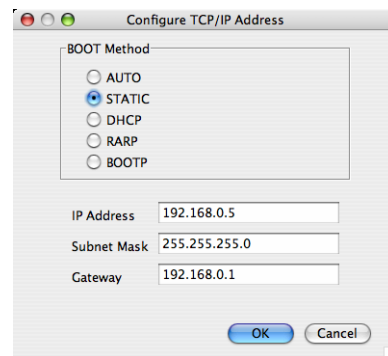 Configure TCP/IP Address
BOOT Method
AUTO
STATIC
DHCP
RARP
BOOTP
IP Address 192.168.0.5
Subnet Mask 255.255.255.0
Gateway 192.168.0.1
OK Cancel